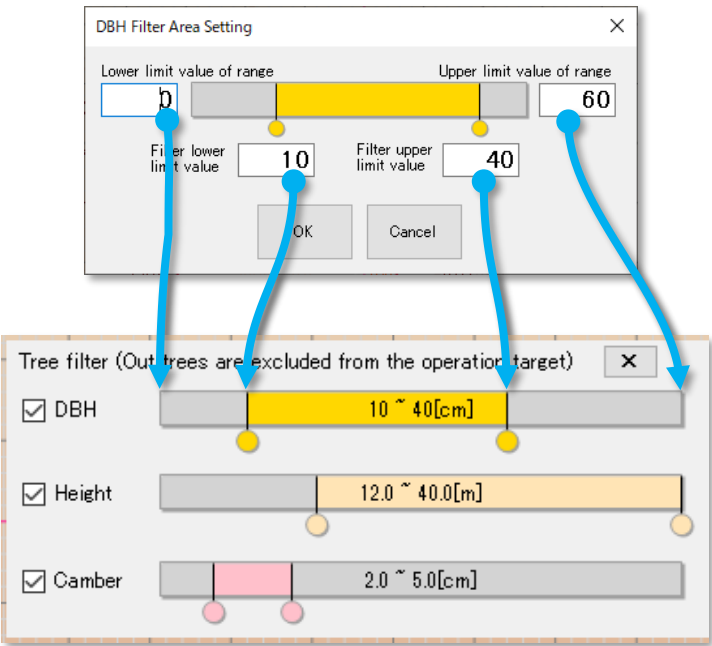 DBH Filter Area Setting
Lower limit value of range
Upper limit value of range
0
60
Filter lower
limit value
10
Filter upper
limit value
40
OK
Cancel
Tree filter (Out trees are excluded from the operation target)
DBH
10 ~ 40[cm]
Height
12.0 ~ 40.0[m]
Camber
2.0 ~ 5.0[cm]